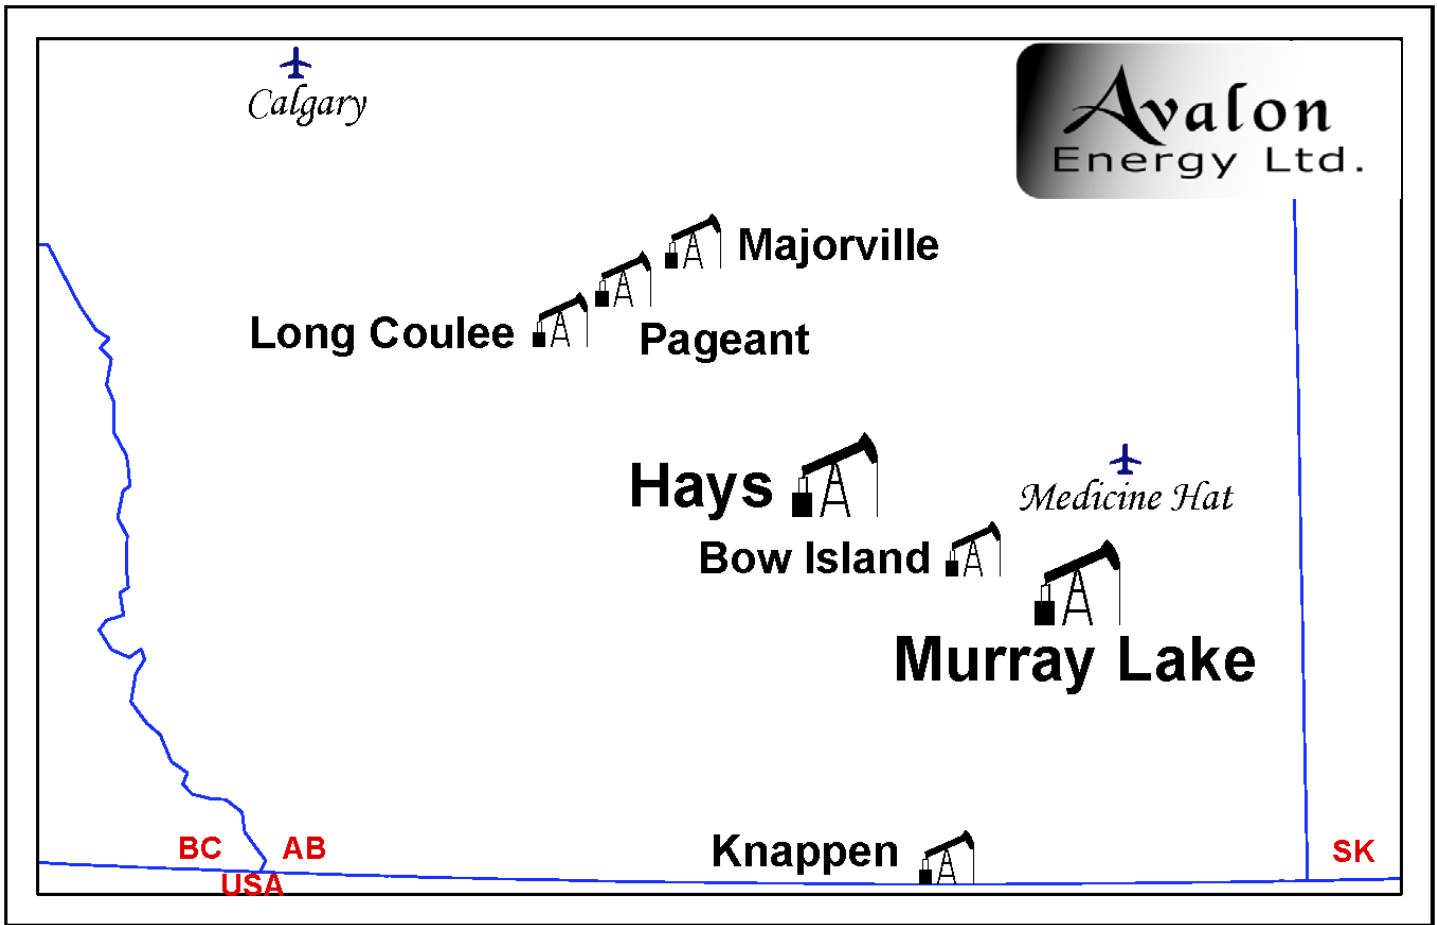 Calgary
Avalon
Energy Ltd.
Majorville
Long Coulee
Pageant
Hays
Medicine Hat
Bow Island
Murray Lake
Knappen
BC
AB
SK
USA